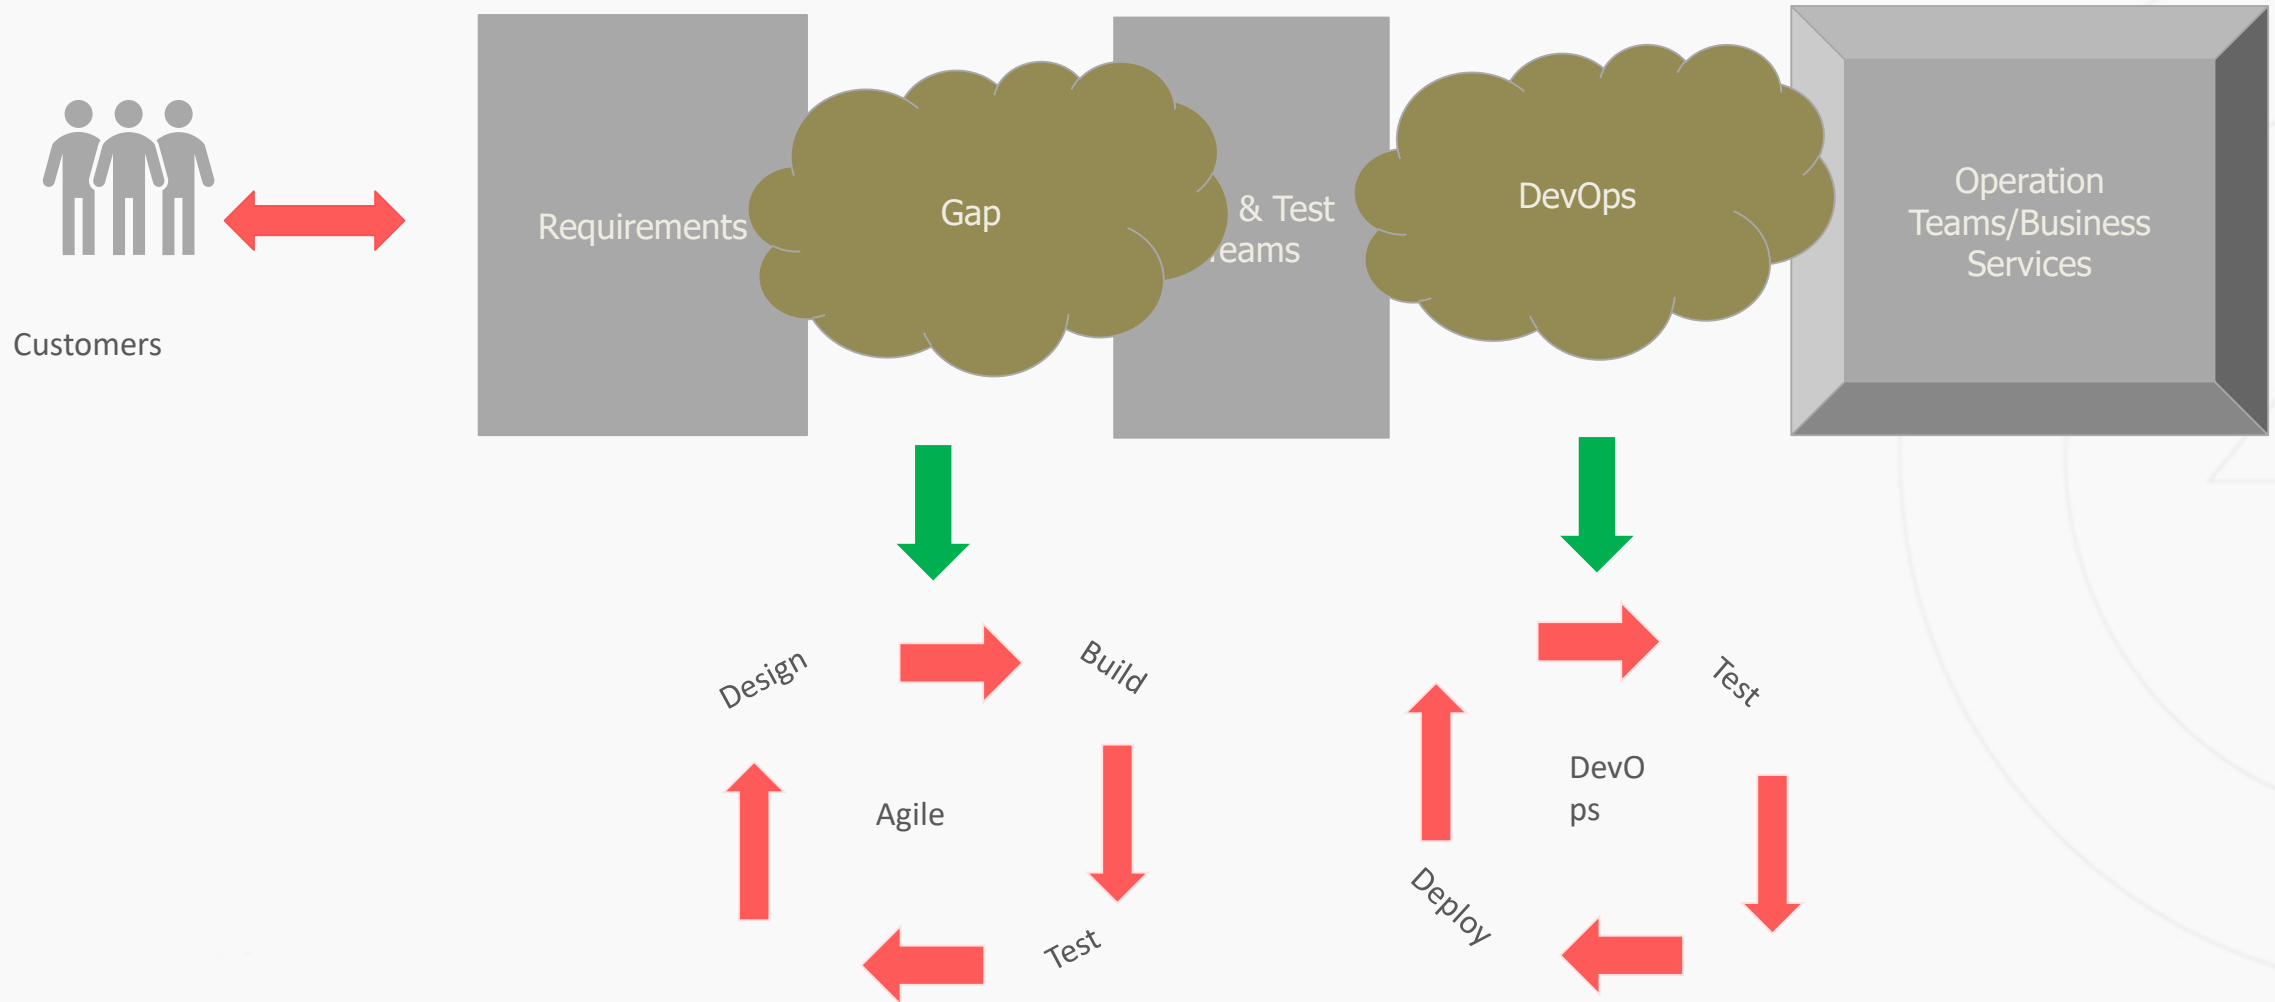 Customers
Requirements
Gap
& Test
eams
DevOps
Operation
Teams/Business
Services
Design
Build
Agile
Test
Test
DevO
ps
Deploy